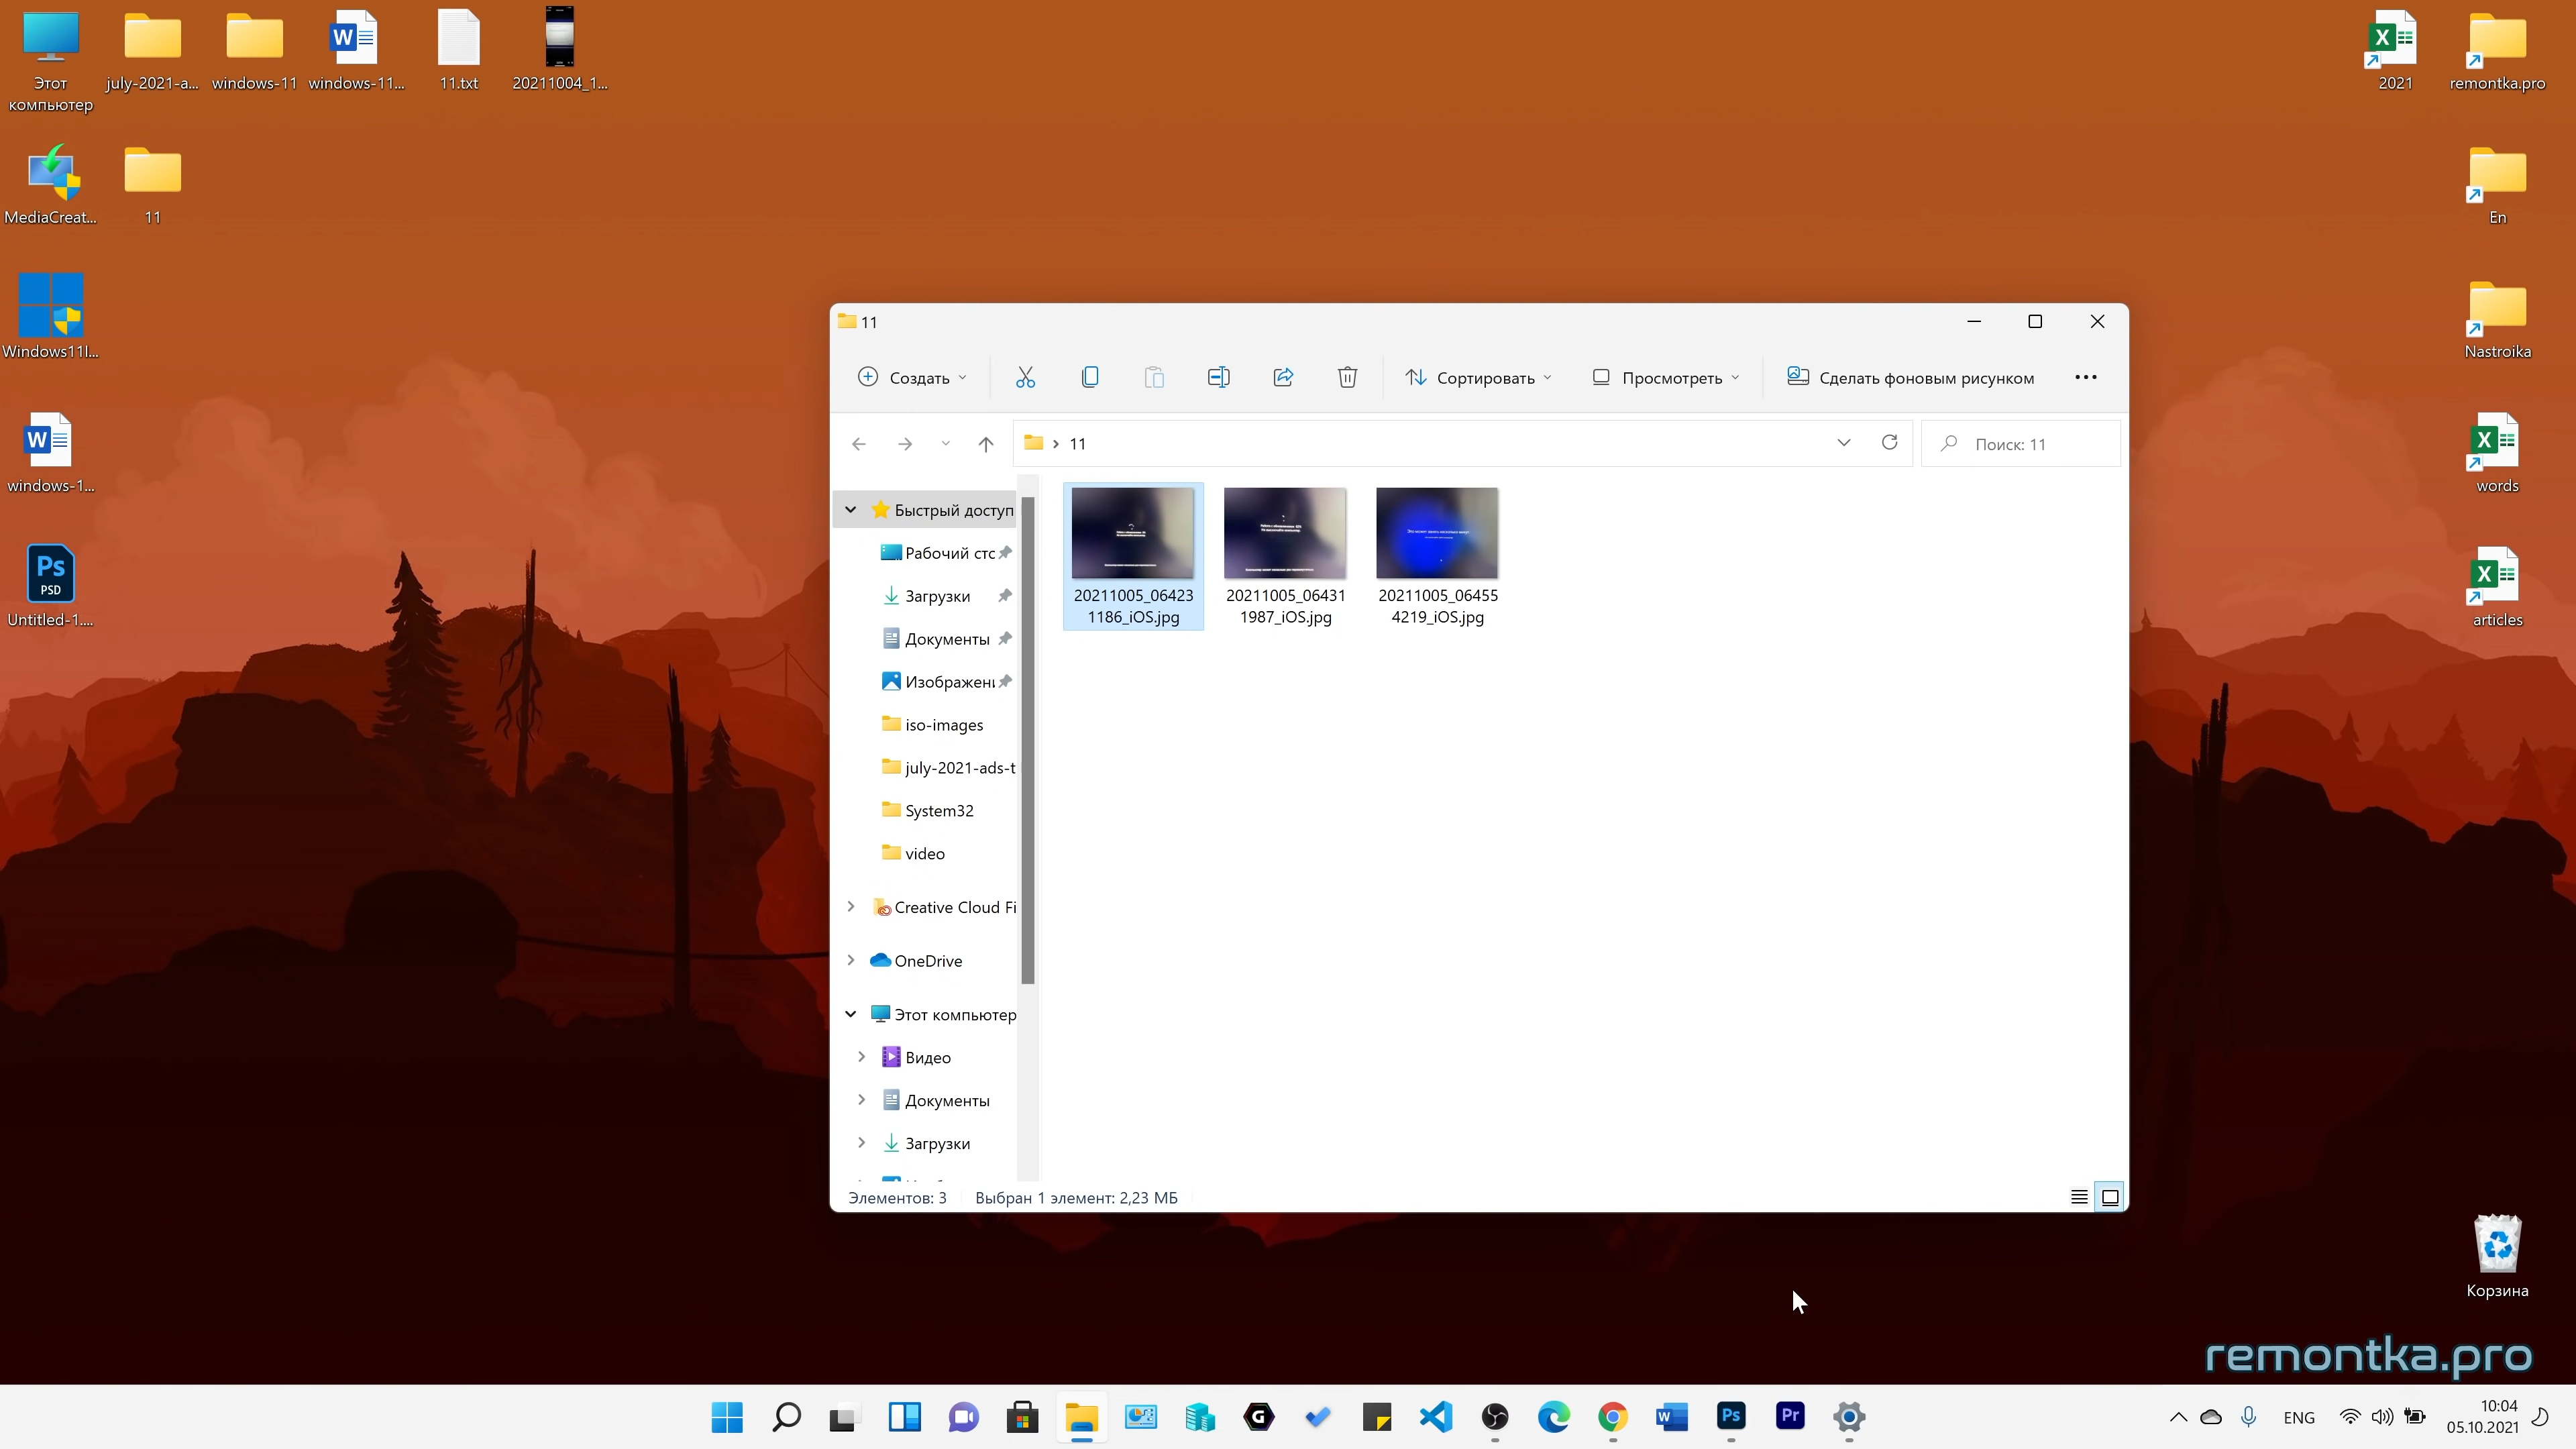 Этот
компьютер
july-2021-a...
windows-11
windows-11...
11.txt
20211004_1...
2021
remontka.pro
MediaCreat...
11
En
Windows11I...
Nastroika
windows-1...
words
Untitled-1....
PSD
Ps
articles
11
Создать
Сортировать
Просмотреть
Сделать фоновым рисунком
11
Поиск: 11
Быстрый доступ
Рабочий стс
Загрузки
Документы
Изображени
iso-images
july-2021-ads-t
System32
video
Creative Cloud Fi
OneDrive
Этот компьютер
Видео
Документы
Загрузки
20211005_06423
1186_iOS.jpg
20211005_06431
1987_iOS.jpg
20211005_06455
4219_iOS.jpg
Элементов: 3
Выбран 1 элемент: 2,23 МБ
Корзина
remontka.pro
Ps
Pr
ENG
10:04
05.10.2021